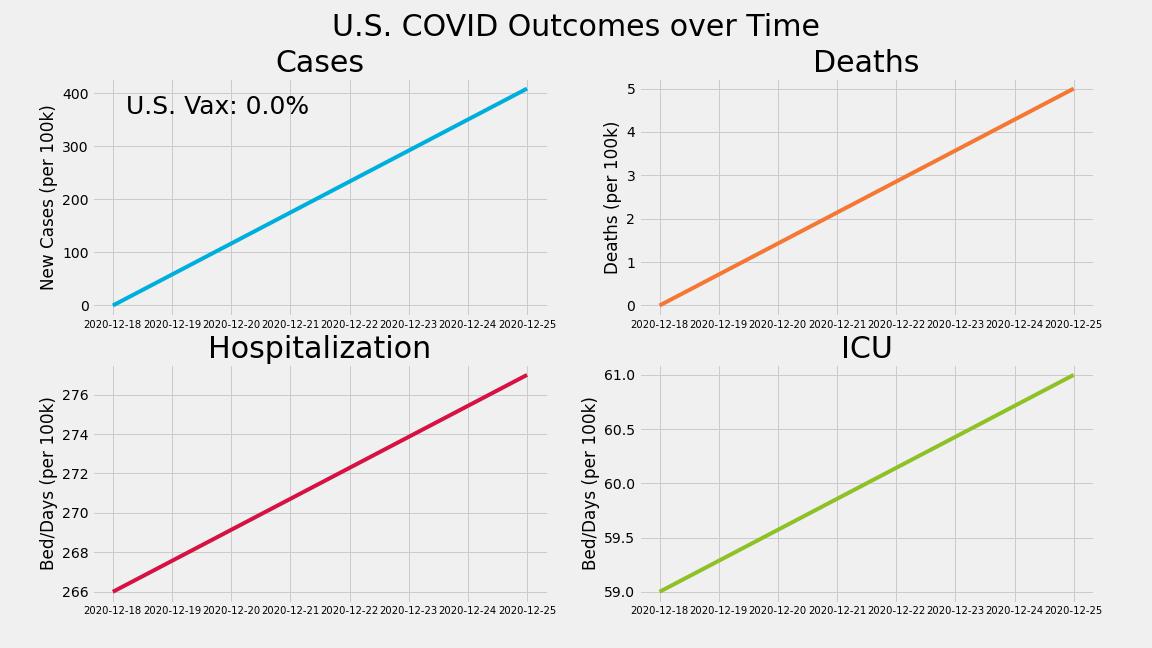 U.S. COVID Outcomes over Time
Cases
New Cases (per 100k)
400
300
200
100
0
U.S. Vax: 0.0%
2020-12-18 2020-12-19 2020-12-20 2020-12-21 2020-12-22 2020-12-23 2020-12-24 2020-12-25
Deaths
Deaths (per 100k)
5
4
3
2
1
0
2020-12-18 2020-12-19 2020-12-20 2020-12-21 2020-12-22 2020-12-23 2020-12-24 2020-12-25
Hospitalization
Bed/Days (per 100k)
276
274
272
270
268
266
2020-12-18 2020-12-19 2020-12-20 2020-12-21 2020-12-22 2020-12-23 2020-12-24 2020-12-25
ICU
Bed/Days (per 100k)
61.0
60.5
60.0
59.5
59.0
2020-12-18 2020-12-19 2020-12-20 2020-12-21 2020-12-22 2020-12-23 2020-12-24 2020-12-25